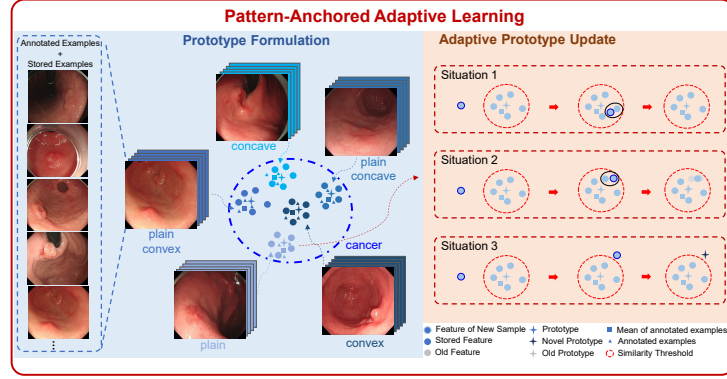 Pattern-Anchored Adaptive Learning
Annotated Examples
+
Stored Examples
Prototype Formulation
concave
plain
concave
plain
convex
cancer
plain
convex
Adaptive Prototype Update
Situation 1
Situation 2
Situation 3
Feature of New Sample
Prototype
Mean of annotated examples
Stored Feature
Novel Prototype
Annotated examples
Old Feature
Old Prototype
Similarity Threshold